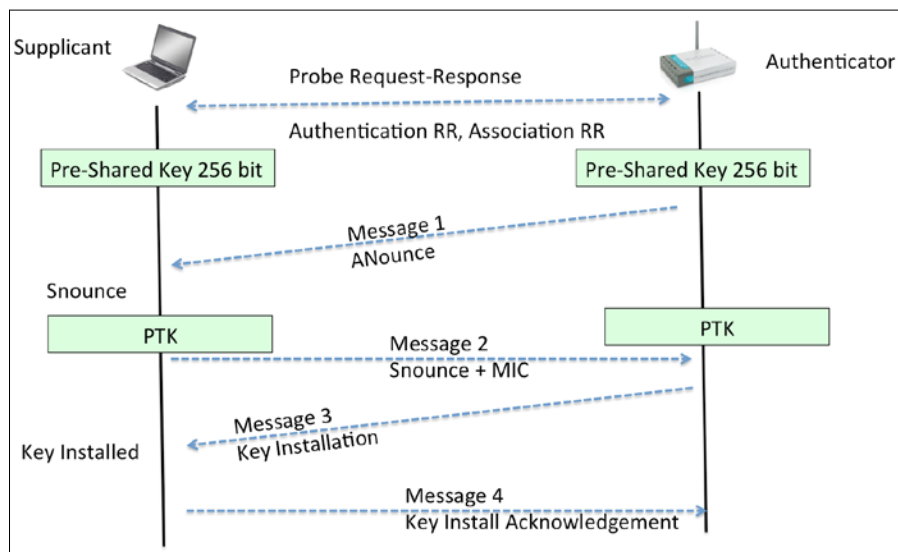 Supplicant
Probe Request-Response
Authenticator
Authentication RR, Association RR
Pre-Shared Key 256 bit
Pre-Shared Key 256 bit
Message 1
ANounce
Snounce
PTK
PTK
Message 2
Snounce + MIC
Message 3
Key Installation
Key Installed
Message 4
Key Install Acknowledgement